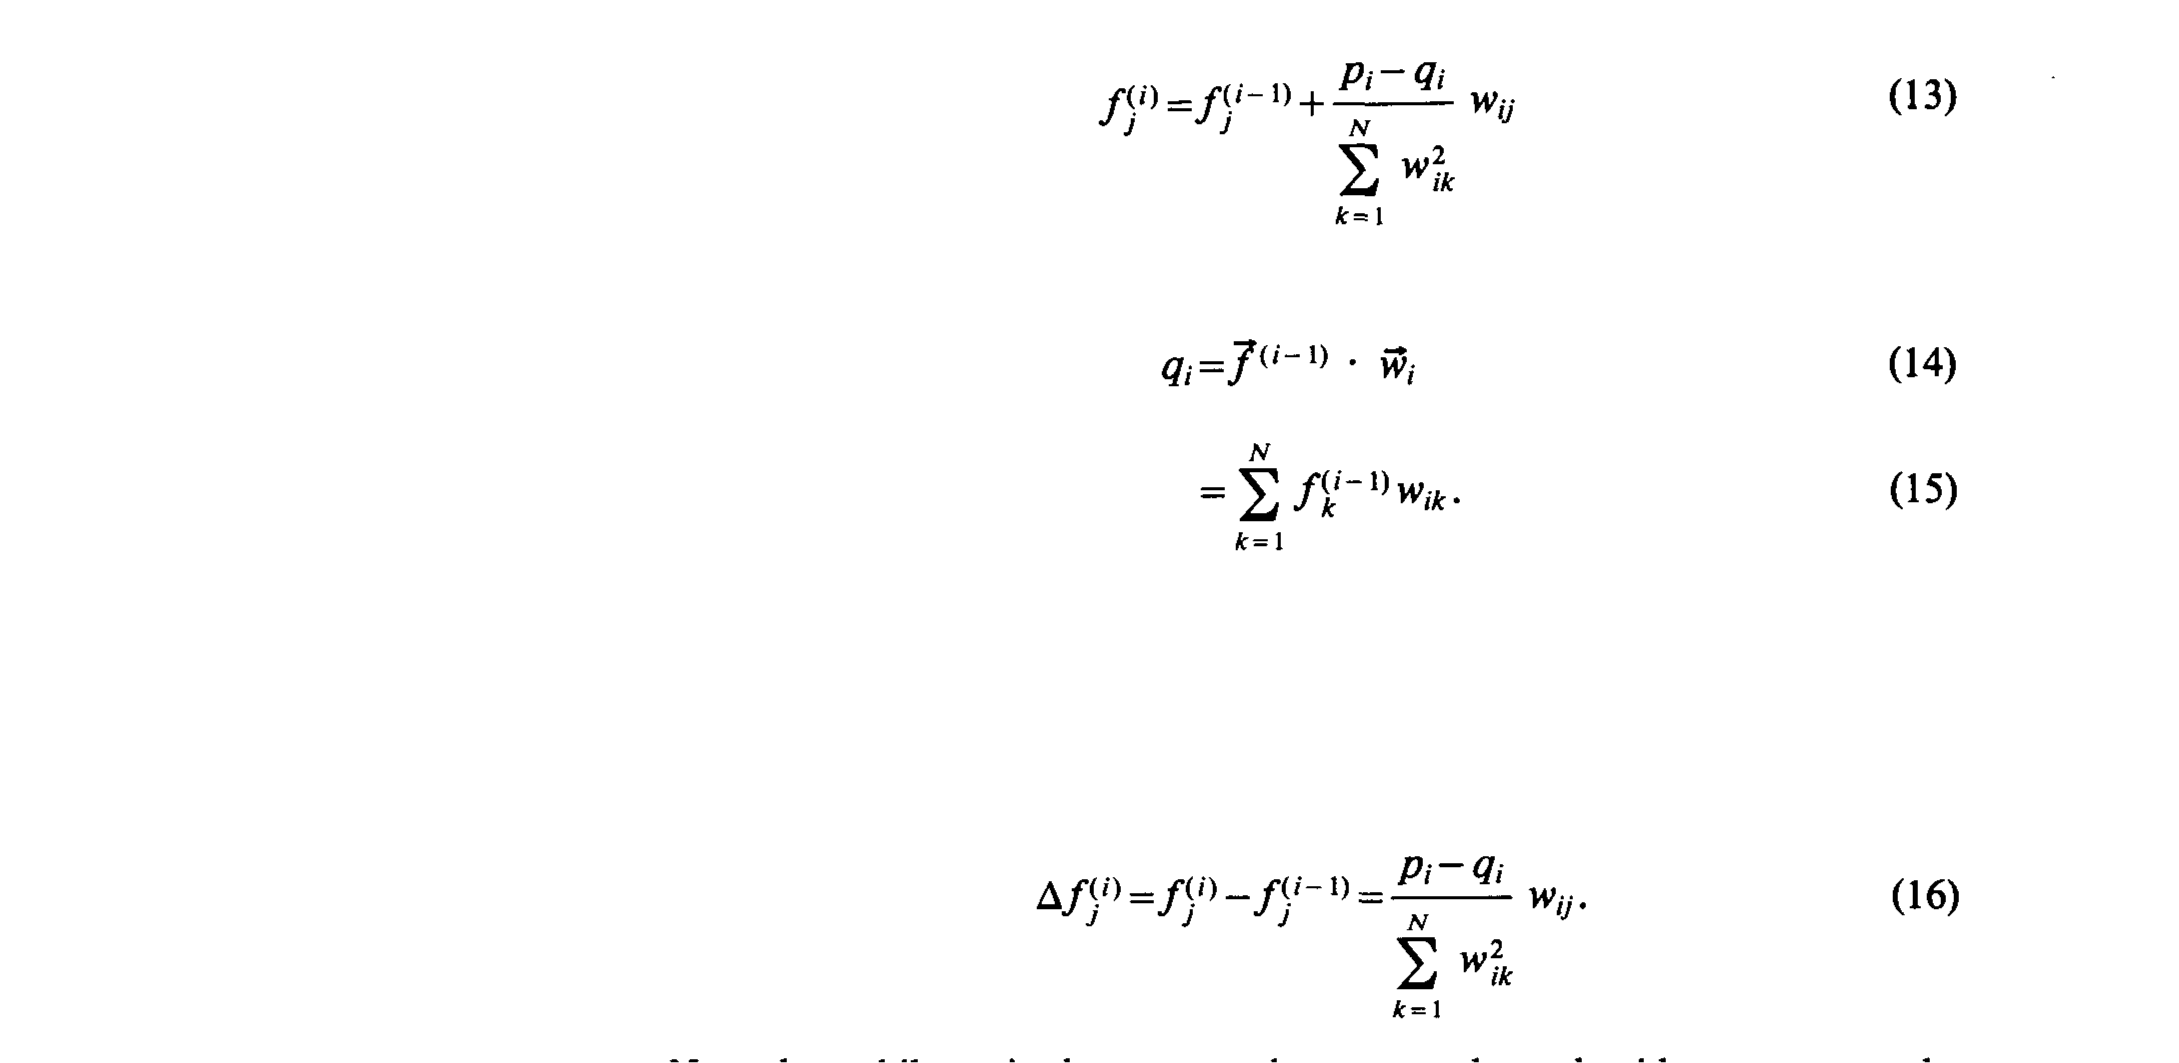 $f_j^{(i)} = f_j^{(i-1)} + \frac{p_i - q_i}{\sum_{k=1}^{N} w_{ik}^2} w_{ij}$ (13)
$q_i = \vec{f}^{(i-1)} \cdot \vec{w}_i$ (14)
$= \sum_{k=1}^{N} f_k^{(i-1)} w_{ik}.$ (15)
$\Delta f_j^{(i)} = f_j^{(i)} - f_j^{(i-1)} = \frac{p_i - q_i}{\sum_{k=1}^{N} w_{ik}^2} w_{ij}.$ (16)